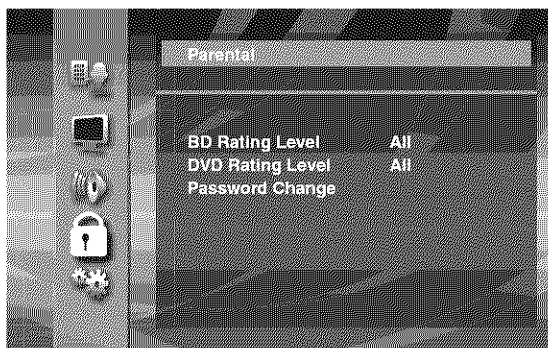 Parental
BD Rating Level All
DVD Rating Level All
Password Change